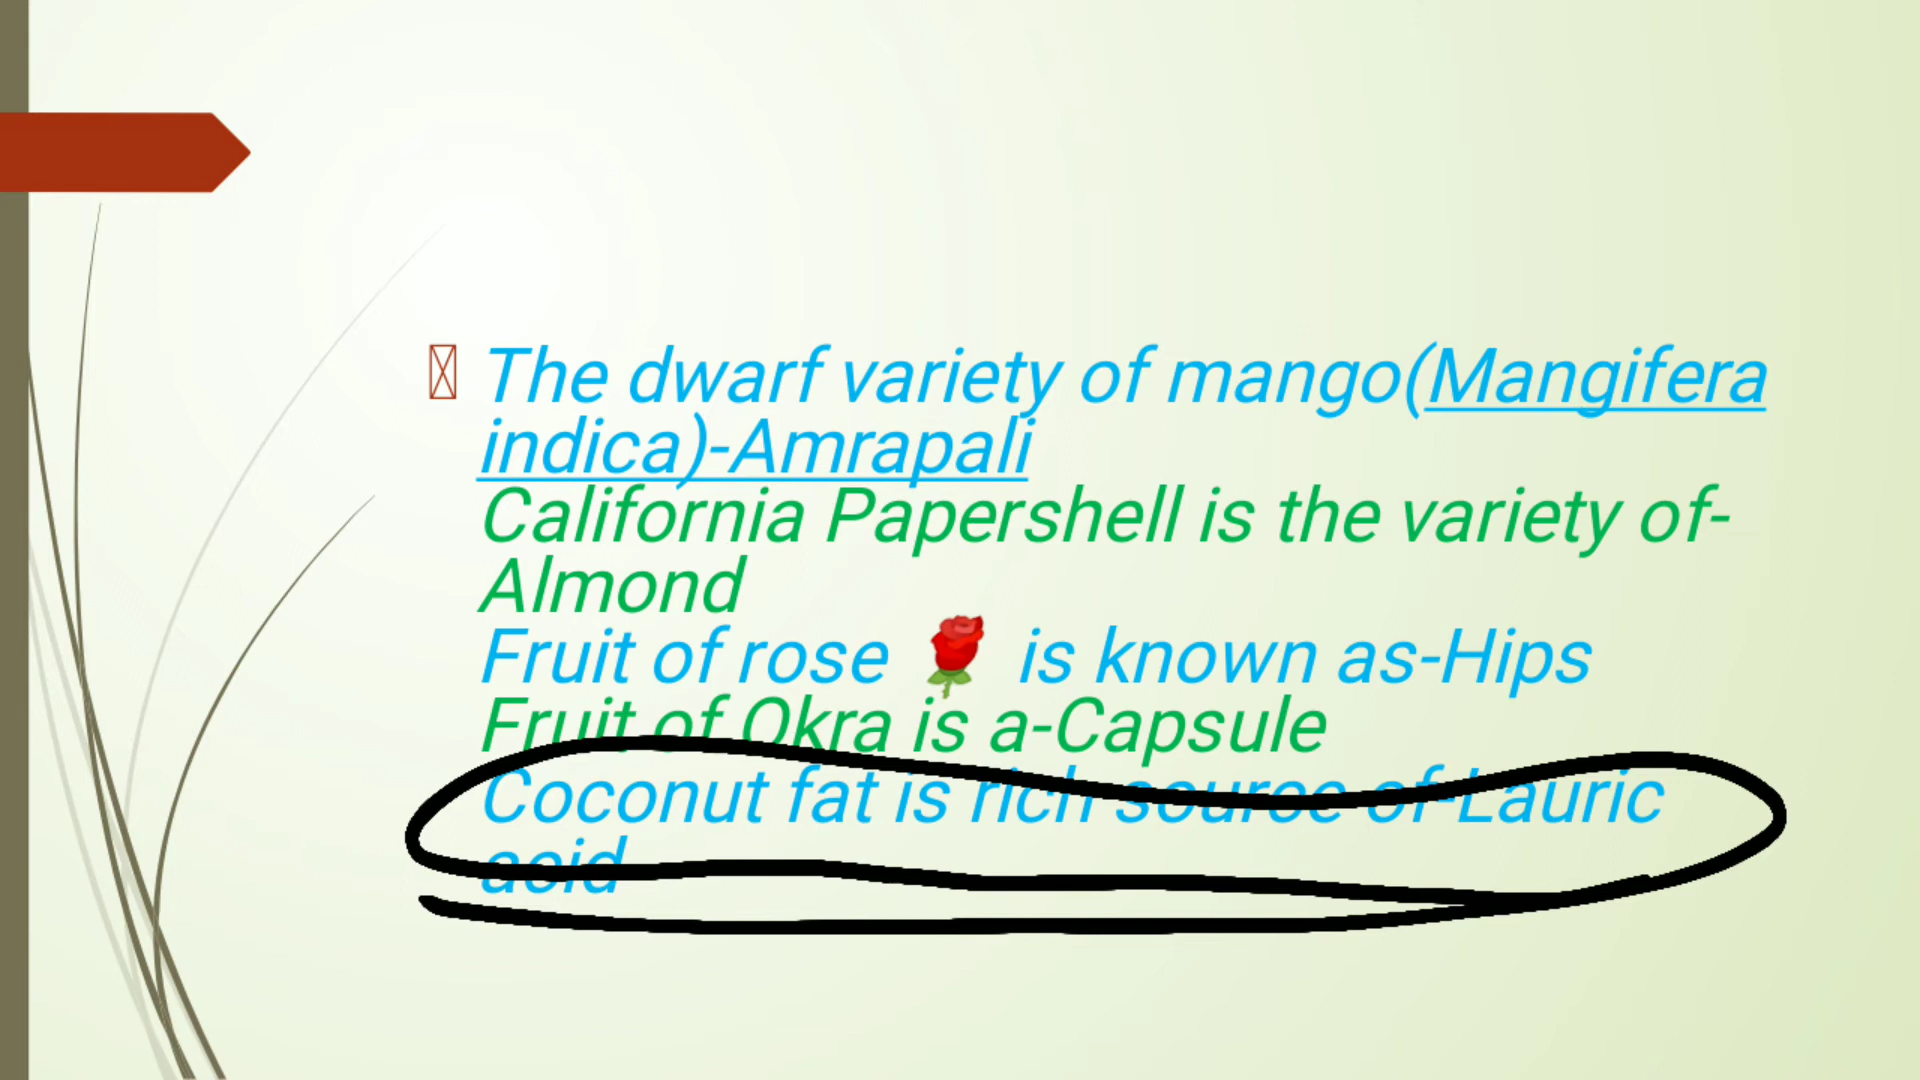 The dwarf variety of mango(Mangifera
indica)-Amrapali
California Papershell is the variety of-
Almond
Fruit of rose 🌹 is known as-Hips
Fruit of Okra is a-Capsule
Coconut fat is rich source of-Lauric
acid